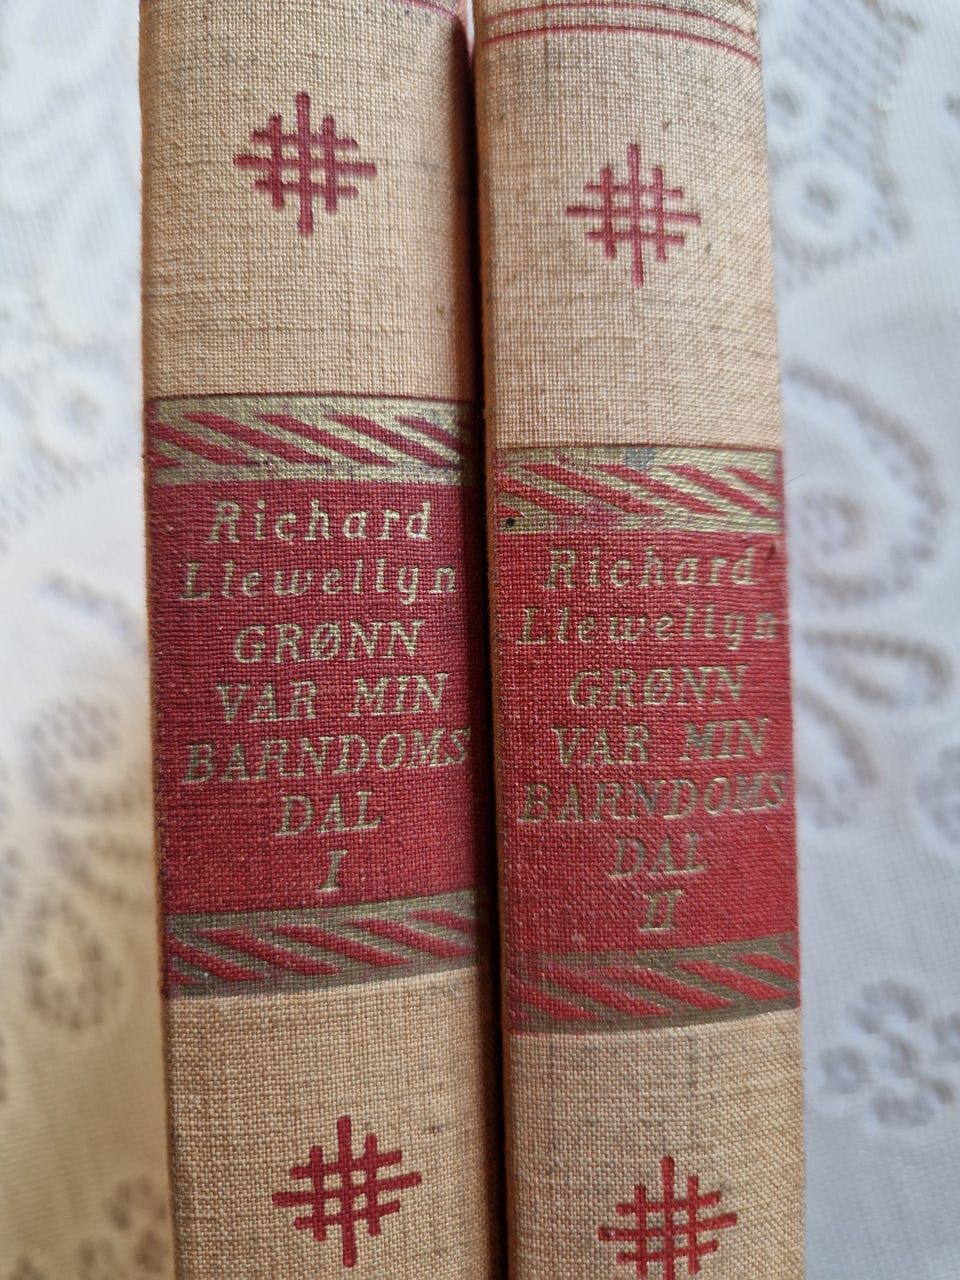 Richard
Llewellyn
GRØNN
VAR MIN
BARNDOMS
DAL
I
Richard
Llewellyn
GRØNN
VAR MIN
BARNDOMS
DAL
II